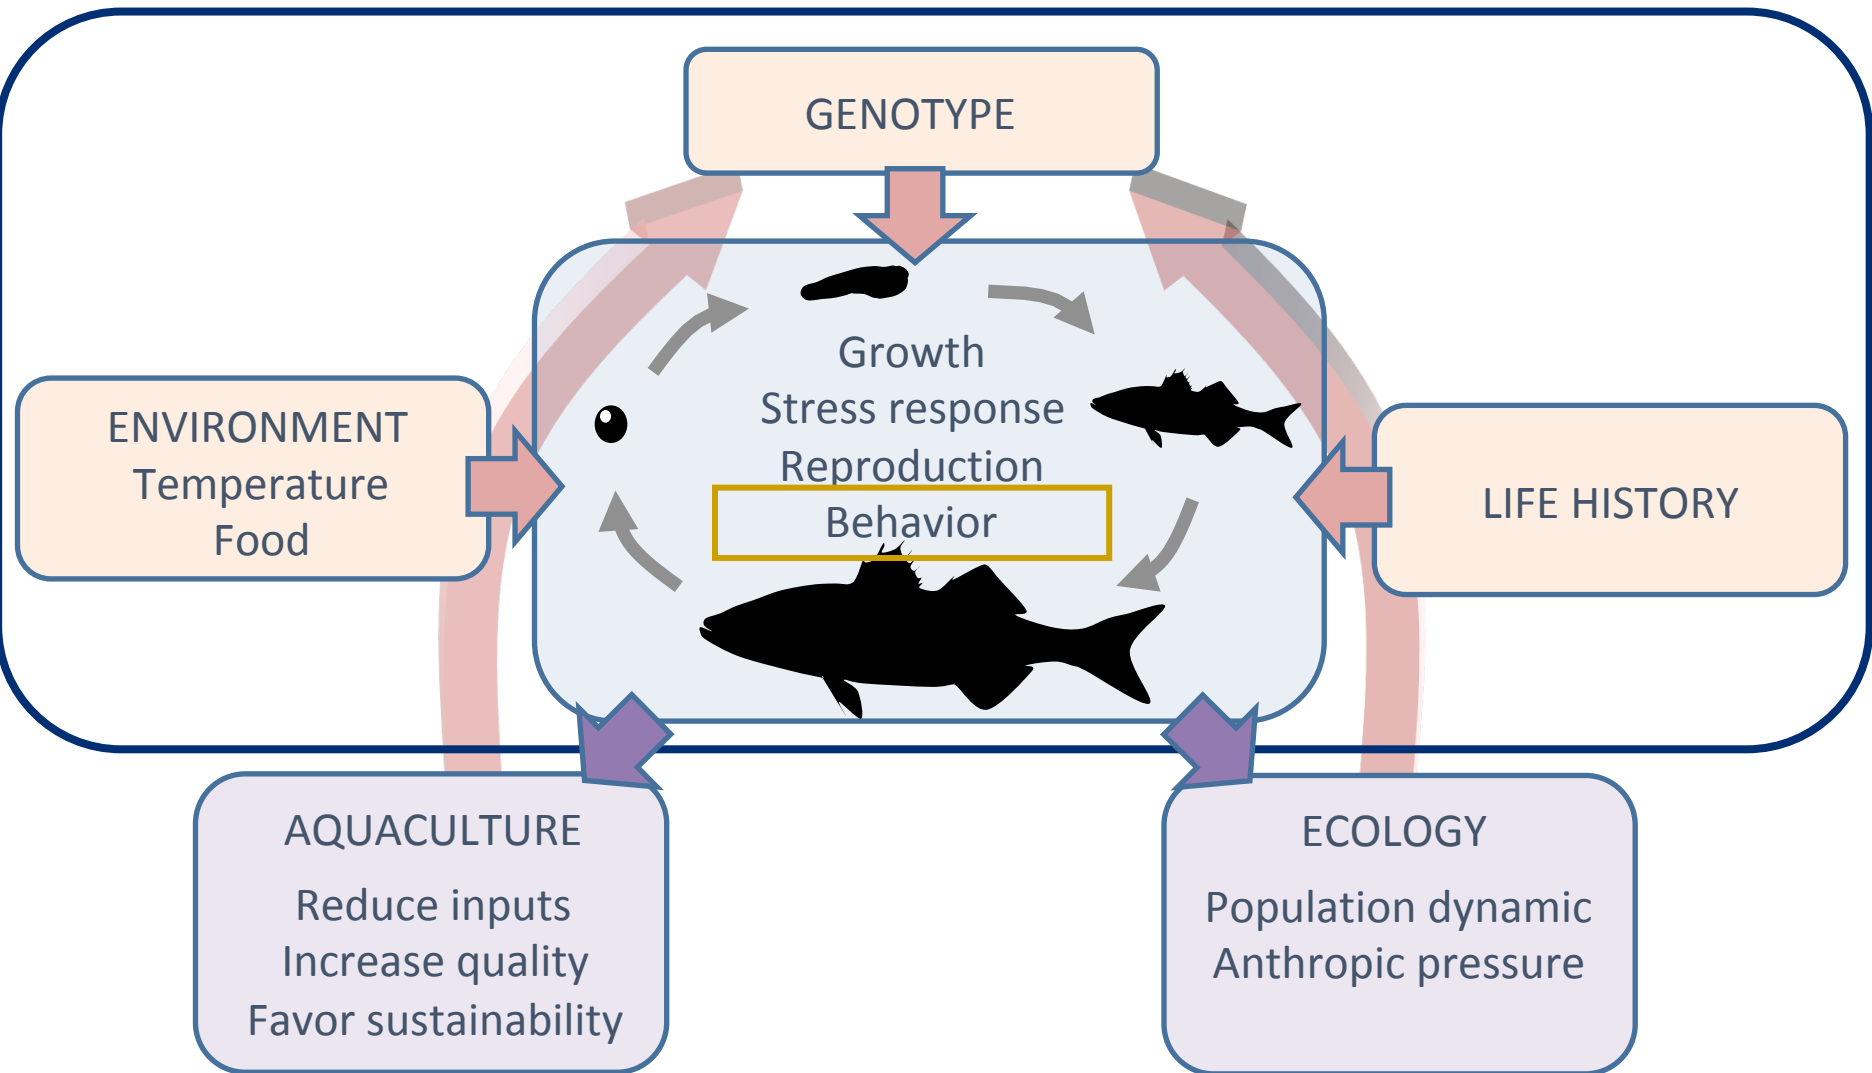 GENOTYPE
Growth
Stress response
Reproduction
Behavior
ENVIRONMENT
Temperature
Food
LIFE HISTORY
AQUACULTURE
Reduce inputs
Increase quality
Favor sustainability
ECOLOGY
Population dynamic
Anthropic pressure